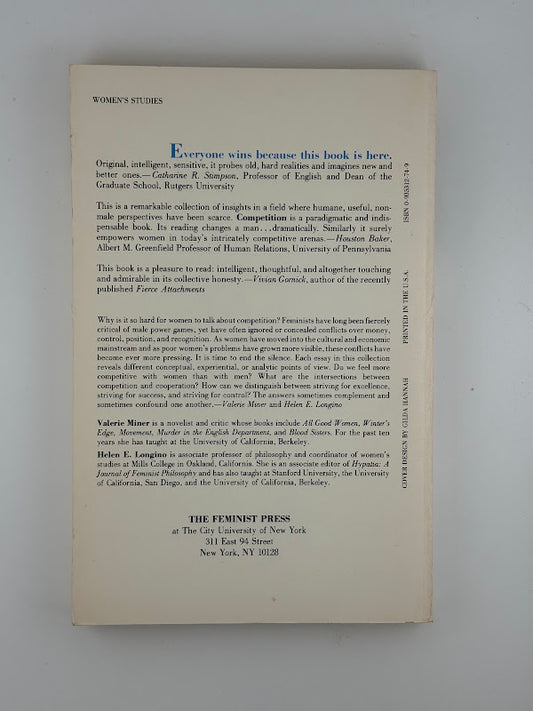 WOMEN'S STUDIES
Everyone wins because this book is here.
Original, intelligent, sensitive, it probes old, hard realities and imagines new and
better ones.—Catharine R. Stimpson, Professor of English and Dean of the
Graduate School, Rutgers University
This is a remarkable collection of insights in a field where humane, useful, non-
male perspectives have been scarce. Competition is a paradigmatic and indis-
pensable book. Its reading changes a man...dramatically. Similarly it surely
empowers women in today's intricately competitive arenas.—Houston Baker,
Albert M. Greenfield Professor of Human Relations, University of Pennsylvania
This book is a pleasure to read: intelligent, thoughtful, and altogether touching
and admirable in its collective honesty.—Vivian Gornick, author of the recently
published Fierce Attachments
Why is it so hard for women to talk about competition? Feminists have long been fiercely
critical of male power games, yet have often ignored or concealed conflicts over money,
control, position, and recognition. As women have moved into the cultural and economic
mainstream and as poor women's problems have grown more visible, these conflicts have
become ever more pressing. It is time to end the silence. Each essay in this collection
reveals different conceptual, experiential, or analytic points of view. Do we feel more
competitive with women than with men? What are the intersections between
competition and cooperation? How can we distinguish between striving for excellence,
striving for success, and striving for control? The answers sometimes complement and
sometimes confound one another.—Valerie Miner and Helen E. Longino
Valerie Miner is a novelist and critic whose books include All Good Women, Winter's
Edge, Movement, Murder in the English Department, and Blood Sisters. For the past ten
years she has taught at the University of California, Berkeley.
Helen E. Longino is associate professor of philosophy and coordinator of women's
studies at Mills College in Oakland, California. She is an associate editor of Hypatia: A
Journal of Feminist Philosophy and has also taught at Stanford University, the University
of California, San Diego, and the University of California, Berkeley.
THE FEMINIST PRESS
at The City University of New York
311 East 94 Street
New York, NY 10128
COVER DESIGN BY GILDA HANNAH
PRINTED IN THE U.S.A.
ISBN 0-935312-74-9